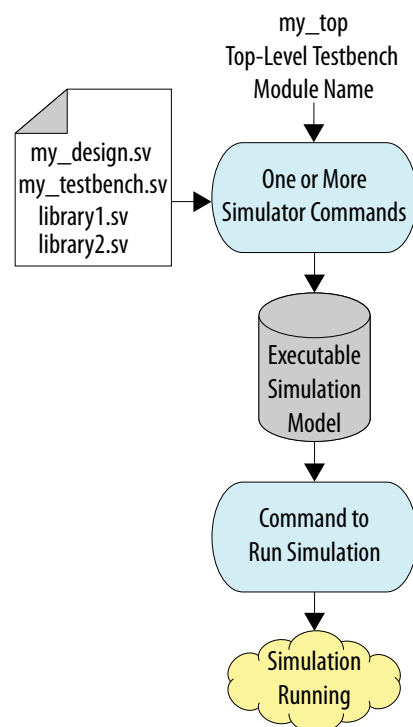 my_top
Top-Level Testbench
Module Name
my_design.sv
my_testbench.sv
library1.sv
library2.sv
One or More
Simulator Commands
Executable
Simulation
Model
Command to
Run Simulation
Simulation
Running